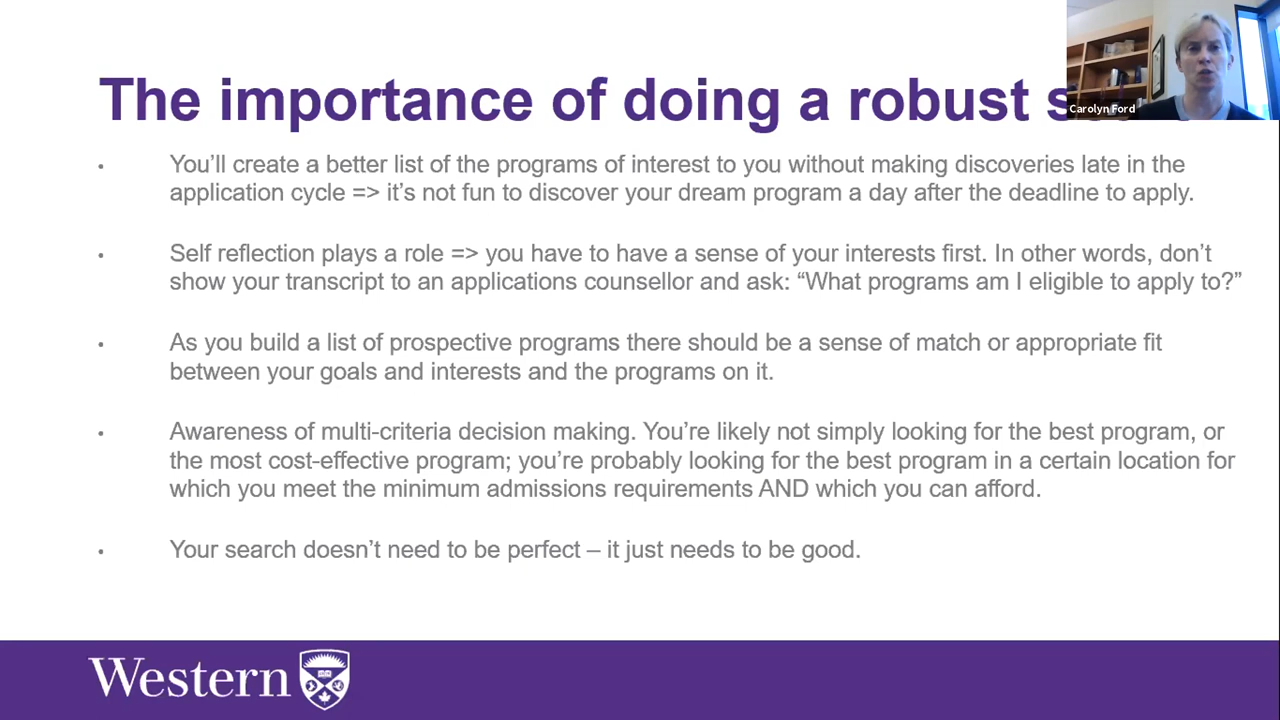 The importance of doing a robust
Carolyn Ford
• You’ll create a better list of the programs of interest to you without making discoveries late in the
application cycle => it’s not fun to discover your dream program a day after the deadline to apply.
• Self reflection plays a role => you have to have a sense of your interests first. In other words, don’t
show your transcript to an applications counsellor and ask: “What programs am I eligible to apply to?”
• As you build a list of prospective programs there should be a sense of match or appropriate fit
between your goals and interests and the programs on it.
• Awareness of multi-criteria decision making. You’re likely not simply looking for the best program, or
the most cost-effective program; you’re probably looking for the best program in a certain location for
which you meet the minimum admissions requirements AND which you can afford.
• Your search doesn’t need to be perfect – it just needs to be good.
Western